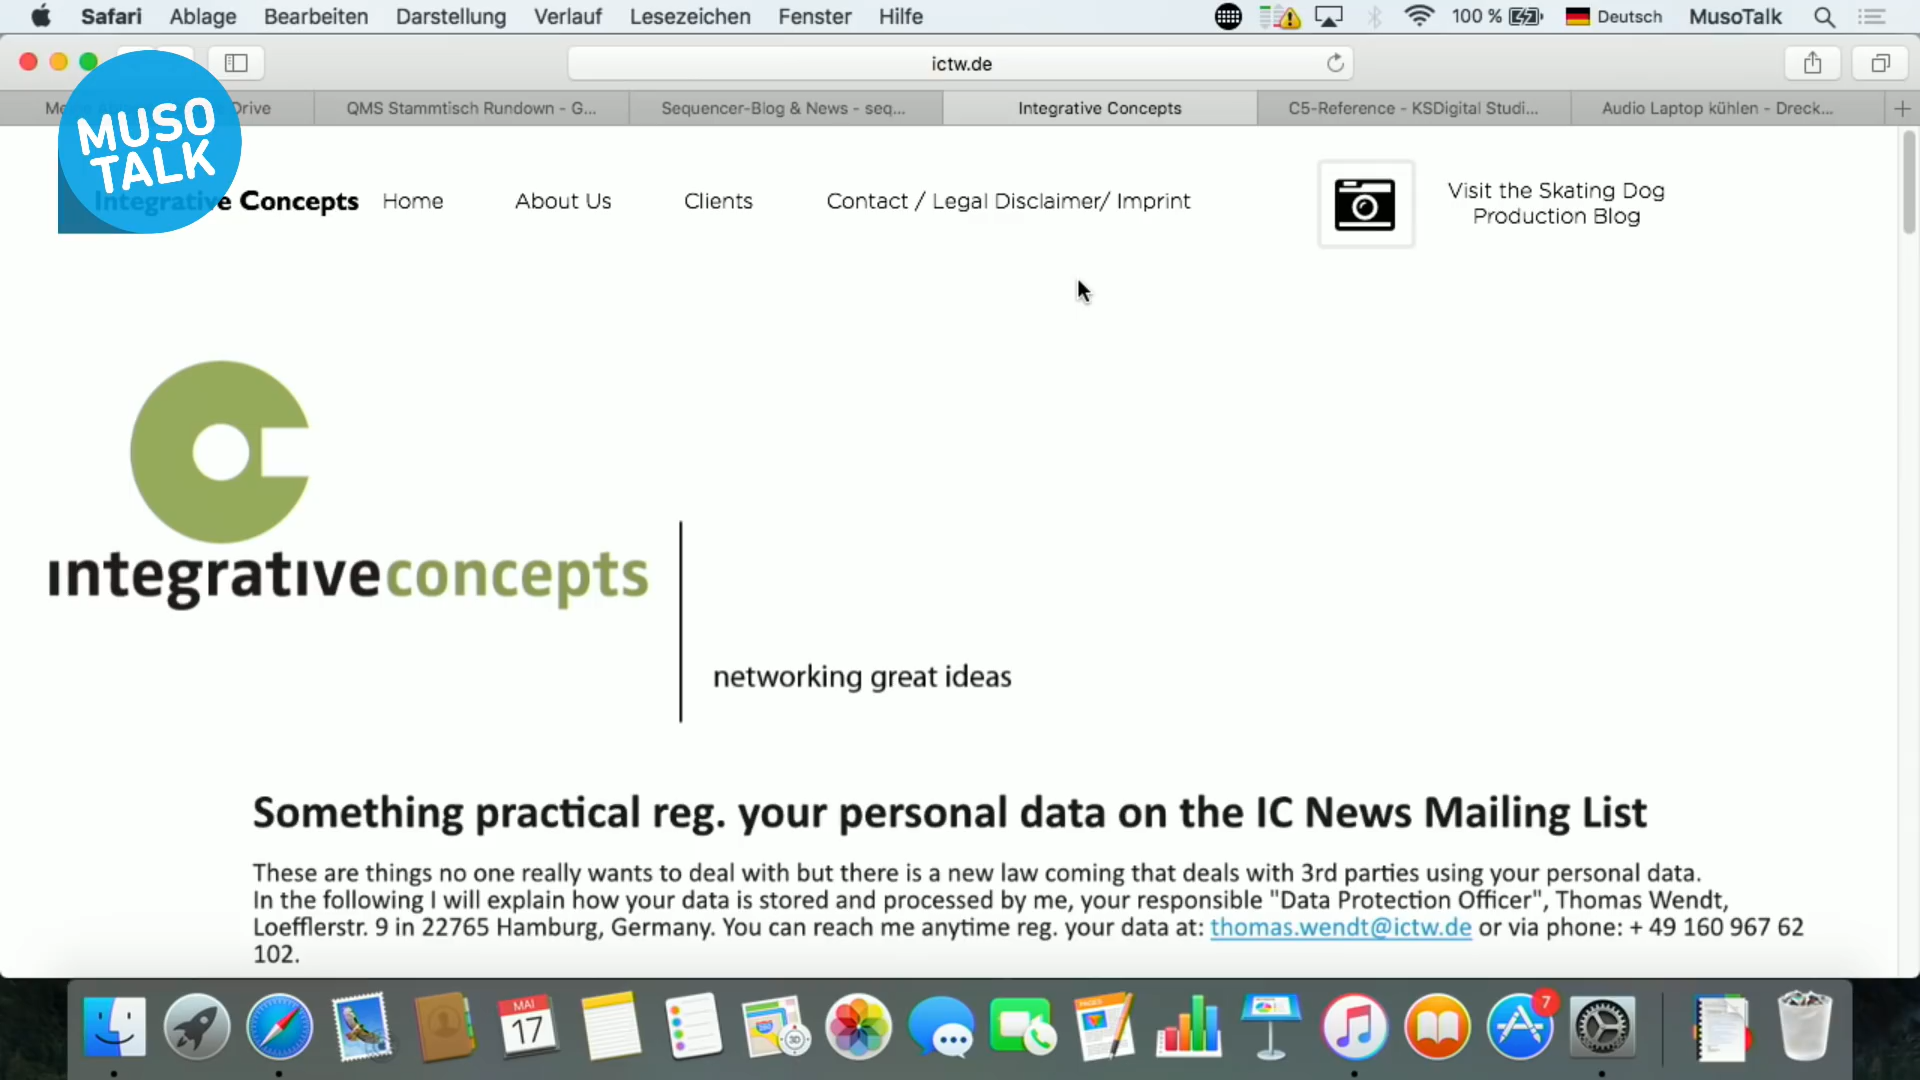 Safari Ablage Bearbeiten Darstellung Verlauf Lesezeichen Fenster Hilfe 100 % Deutsch MusoTalk
ictw.de
Drive QMS Stammtisch Rundown - G... Sequencer-Blog & News - seq... Integrative Concepts C5-Reference - KSDigital Studi... Audio Laptop kühlen - Dreck...
MUSO
TALK
Integrative Concepts Home About Us Clients Contact / Legal Disclaimer/ Imprint
Visit the Skating Dog
Production Blog
integrativeconcepts
networking great ideas
Something practical reg. your personal data on the IC News Mailing List
These are things no one really wants to deal with but there is a new law coming that deals with 3rd parties using your personal data.
In the following I will explain how your data is stored and processed by me, your responsible "Data Protection Officer", Thomas Wendt,
Loefflerstr. 9 in 22765 Hamburg, Germany. You can reach me anytime reg. your data at: thomas.wendt@ictw.de or via phone: + 49 160 967 62
102.
MAI
17
3D
PAGES
7